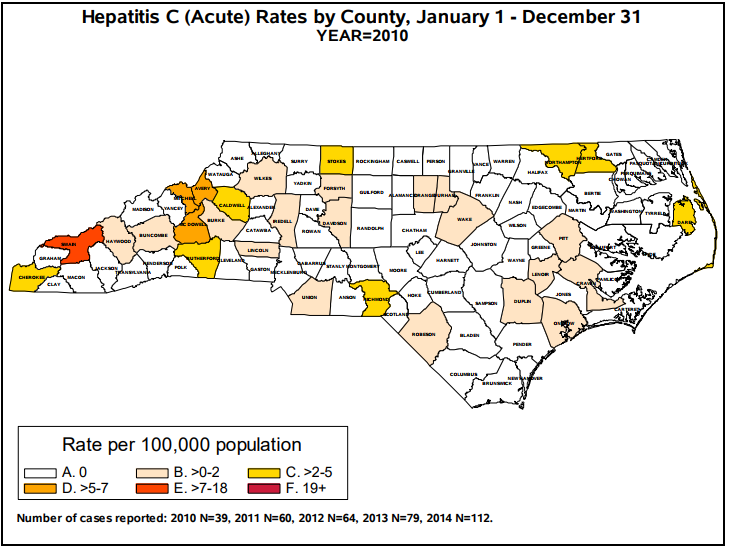 Hepatitis C (Acute) Rates by County, January 1 - December 31
YEAR=2010
ALLEGHANY
ASHE
SURRY
STOKES
ROCKINGHAM
CASWELL
PERSON
GRANVILLE
VANCE
WARREN
NORTHAMPTON
HERTFORD
GATES
HALIFAX
WATAUGA
WILKES
YADKIN
FORSYTH
GUILFORD
ALAMANCE
ORANGE
DURHAM
FRANKLIN
NASH
EDGECOMBE
BERTIE
CHOWAN
MARTIN
WASHINGTON
TYRRELL
DARE
MITCHELL
AVERY
CALDWELL
ALEXANDER
MADISON
YANCEY
IREDELL
DAVIE
DAVIDSON
RANDOLPH
CHATHAM
WAKE
WILSON
BURKE
CATAWBA
ROWAN
MC DOWELL
BUNCOMBE
HAYWOOD
SWAIN
GRAHAM
CHEROKEE
CLAY
MACON
JACKSON
TRANSYLVANIA
HENDERSON
POLK
RUTHERFORD
CLEVELAND
LINCOLN
GASTON
MECKLENBURG
CABARRUS
STANLY
MONTGOMERY
MOORE
LEE
HARNETT
JOHNSTON
WAYNE
GREENE
PITT
LENOIR
CRAVEN
JONES
CARTERET
UNION
ANSON
RICHMOND
SCOTLAND
HOKE
CUMBERLAND
SAMPSON
DUPLIN
ONSLOW
ROBESON
BLADEN
PENDER
COLUMBUS
BRUNSWICK
NEW HANOVER
Rate per 100,000 population
A. 0 B. >0-2 C. >2-5
D. >5-7 E. >7-18 F. 19+
Number of cases reported: 2010 N=39, 2011 N=60, 2012 N=64, 2013 N=79, 2014 N=112.